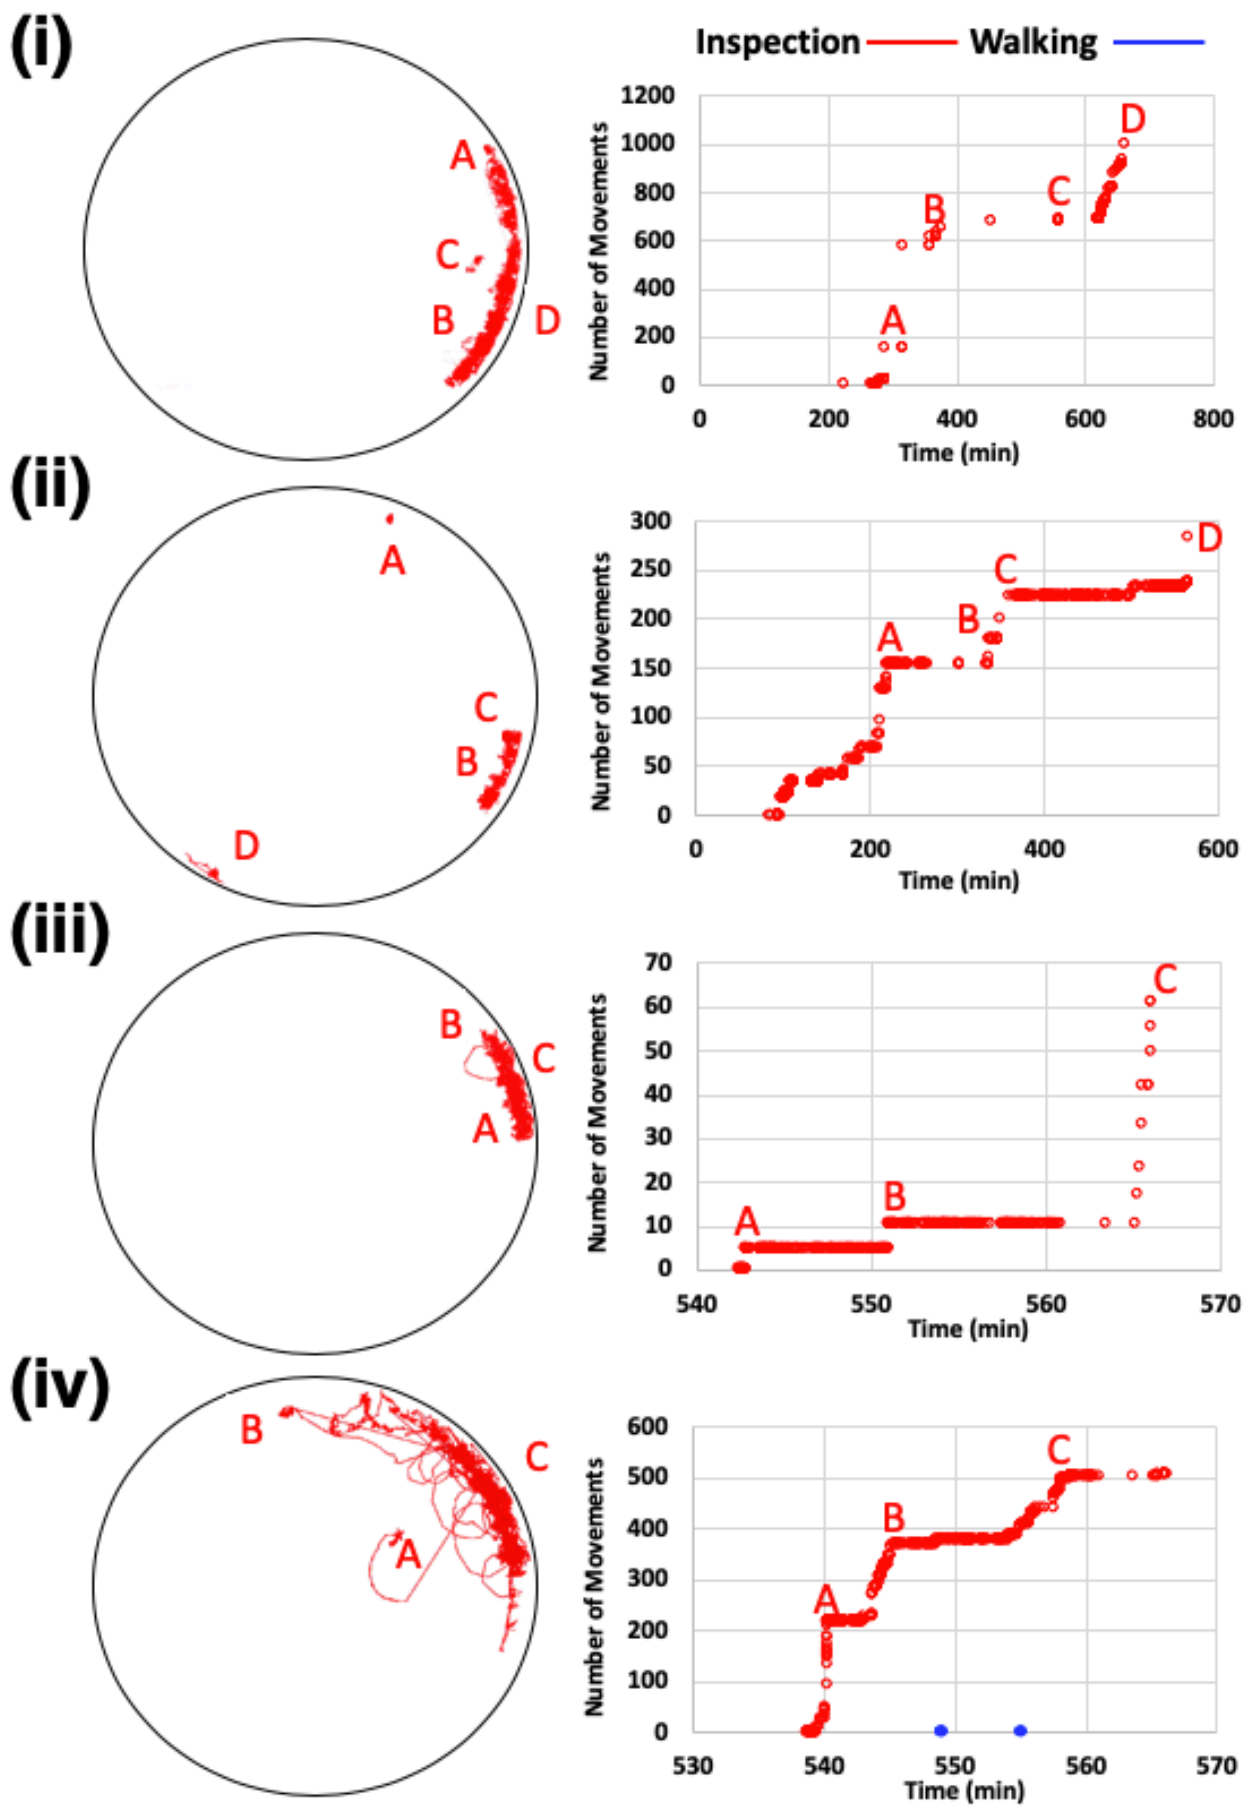 (i)
Inspection Walking
A
C
B
D
Number of Movements
1200
1000
800
600
400
200
0
A
B
C
D
0 200 400 600 800
Time (min)
(ii)
A
C
B
D
Number of Movements
300
250
200
150
100
50
0
A
B
C
D
0 200 400 600
Time (min)
(iii)
B
C
A
Number of Movements
70
60
50
40
30
20
10
0
A
B
C
540 550 560 570
Time (min)
(iv)
B
C
A
Number of Movements
600
500
400
300
200
100
0
A
B
C
530 540 550 560 570
Time (min)